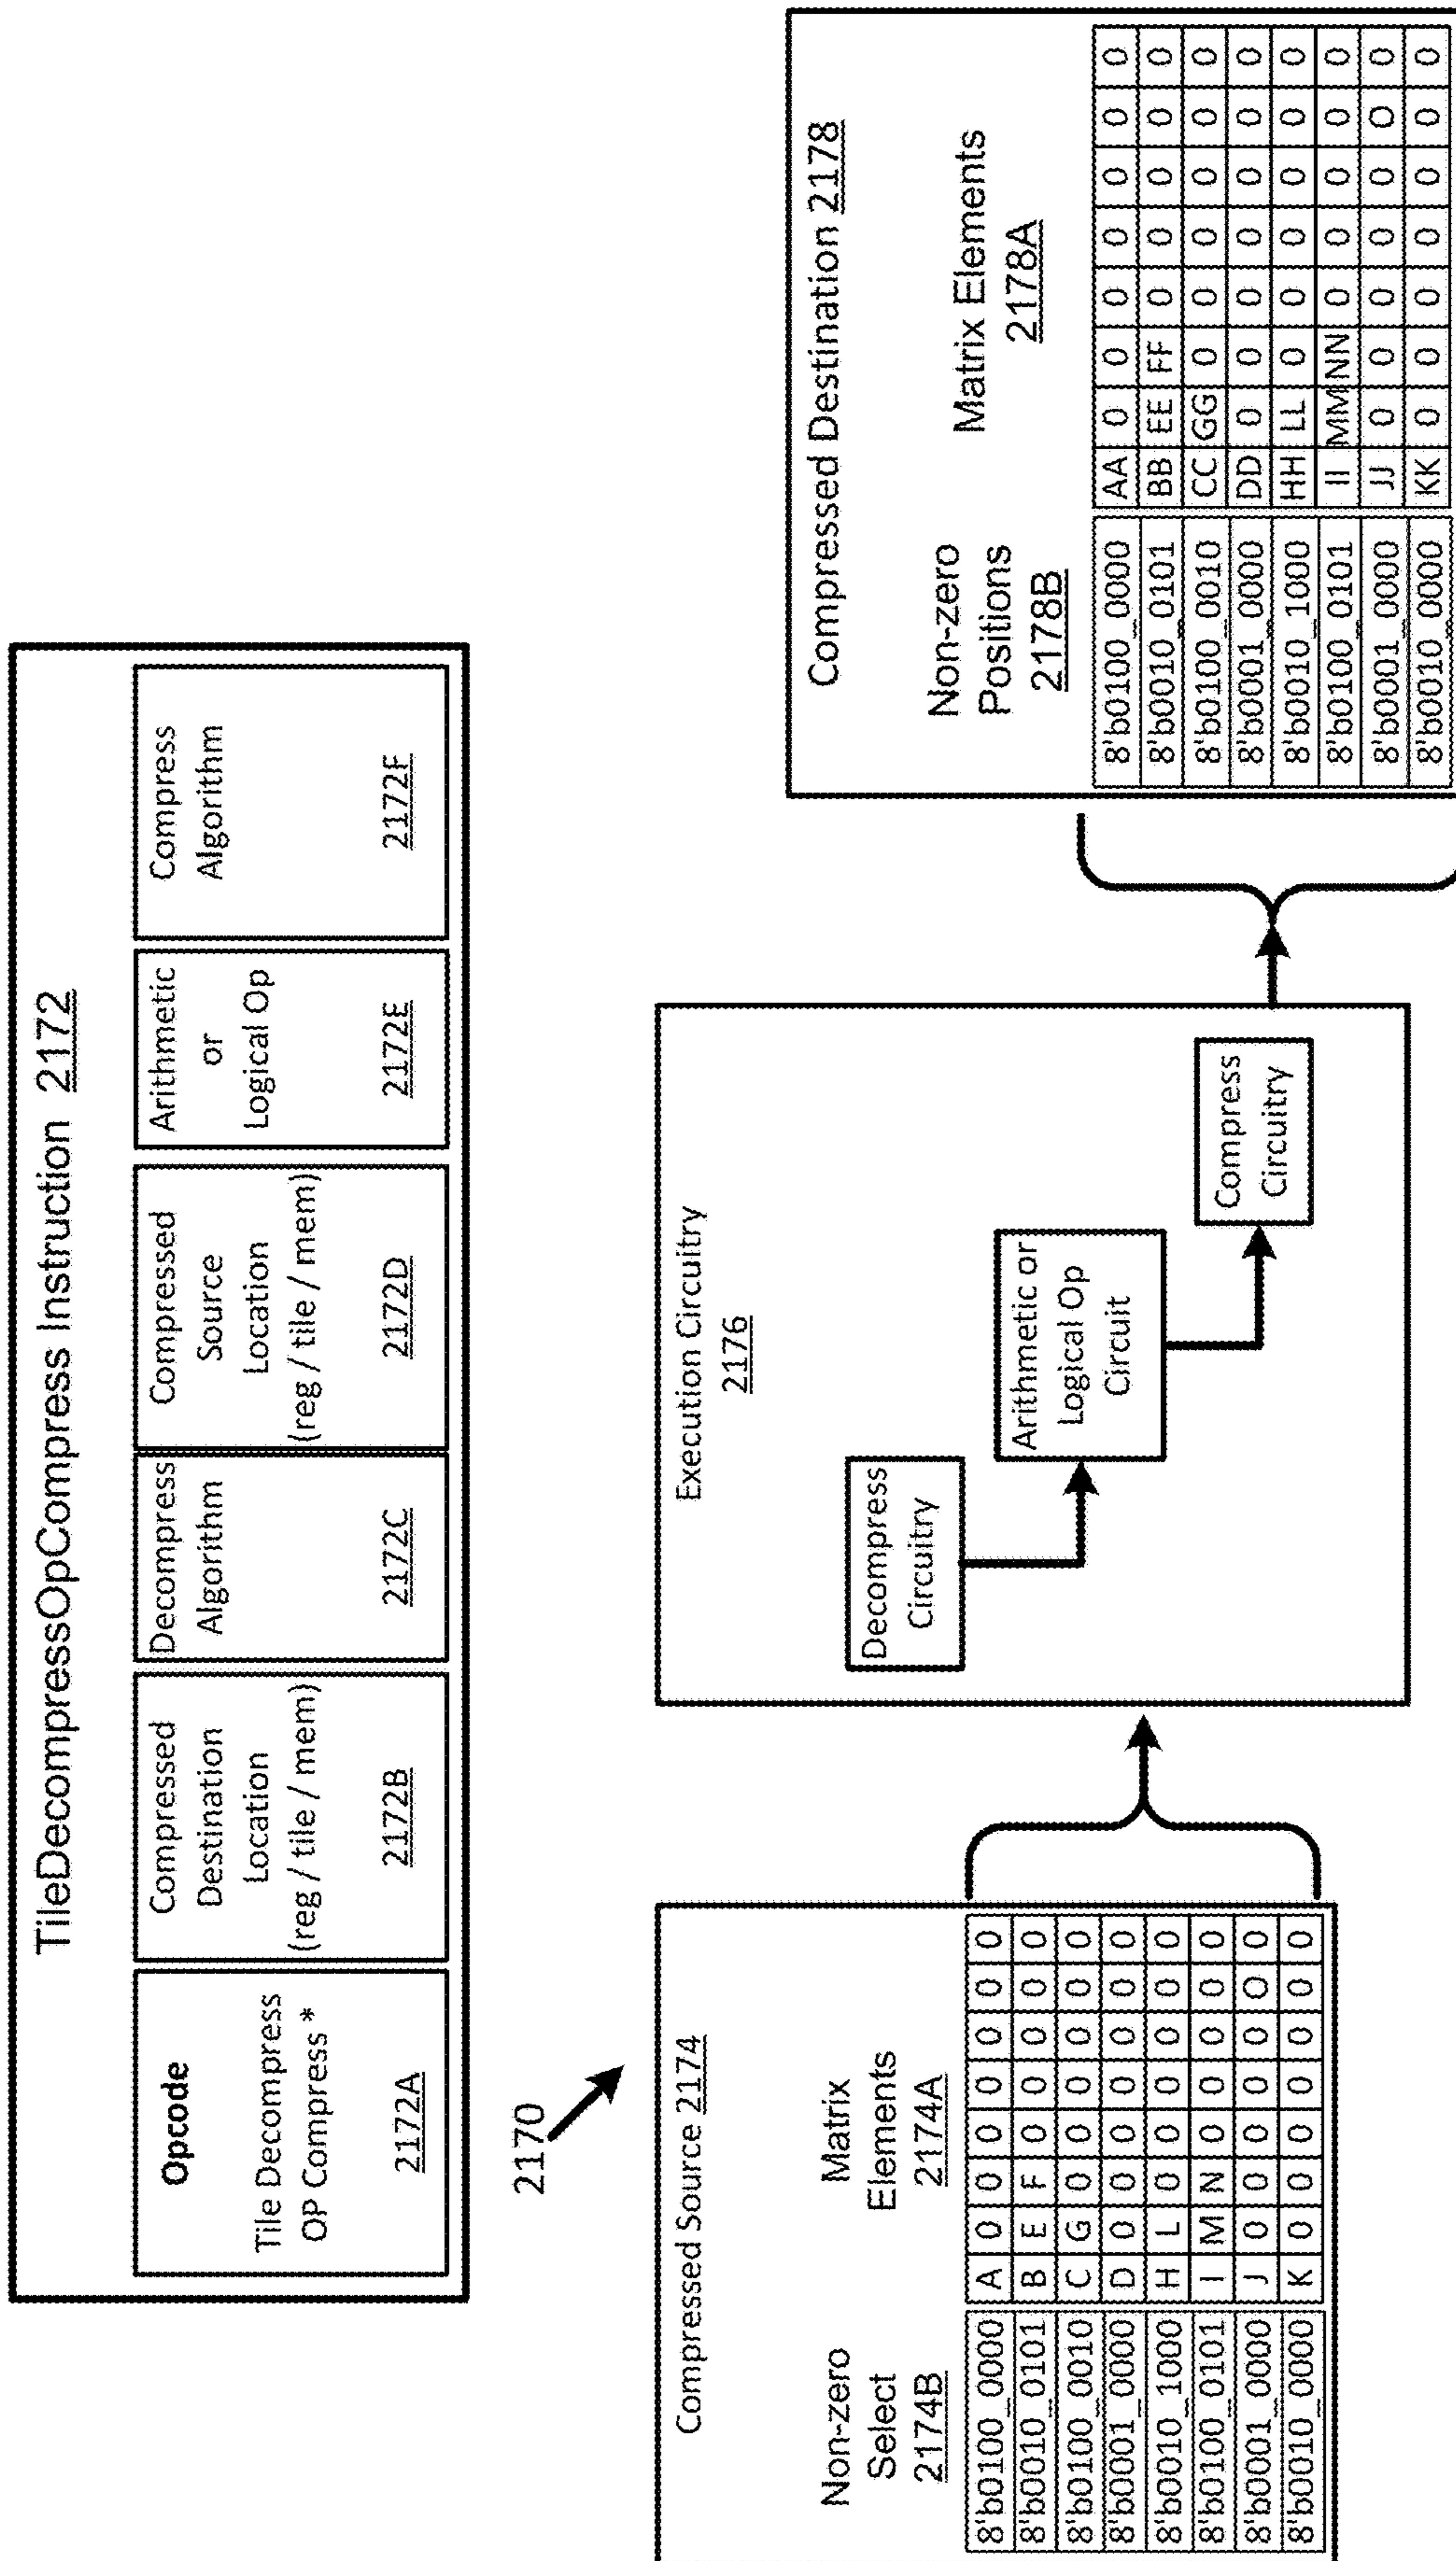 TileDecompressOpCompress Instruction 2172
Opcode
Tile Decompress
OP Compress *
2172A
Compressed
Destination
Location
(reg / tile / mem)
2172B
Decompress
Algorithm
2172C
Compressed
Source
Location
(reg / tile / mem)
2172D
Arithmetic
or
Logical Op
2172E
Compress
Algorithm
2172F
2170
Compressed Source 2174
Non-zero
Select
2174B
Matrix
Elements
2174A
8'b0100_0000 A 0 0 0 0 0 0 0
8'b0010_0101 B E F 0 0 0 0 0
8'b0100_0010 C G 0 0 0 0 0 0
8'b0001_0000 D 0 0 0 0 0 0 0
8'b0010_1000 H L 0 0 0 0 0 0
8'b0100_0101 I M N 0 0 0 0 0
8'b0001_0000 J 0 0 0 0 0 O 0
8'b0010_0000 K 0 0 0 0 0 0 0
Execution Circuitry
2176
Decompress
Circuitry
Arithmetic or
Logical Op
Circuit
Compress
Circuitry
Compressed Destination 2178
Non-zero
Positions
2178B
Matrix Elements
2178A
8'b0100_0000 AA 0 0 0 0 0 0 0
8'b0010_0101 BB EE FF 0 0 0 0 0
8'b0100_0010 CC GG 0 0 0 0 0 0
8'b0001_0000 DD 0 0 0 0 0 0 0
8'b0010_1000 HH LL 0 0 0 0 0 0
8'b0100_0101 II MM NN 0 0 0 0 0
8'b0001_0000 JJ 0 0 0 0 0 O 0
8'b0010_0000 KK 0 0 0 0 0 0 0